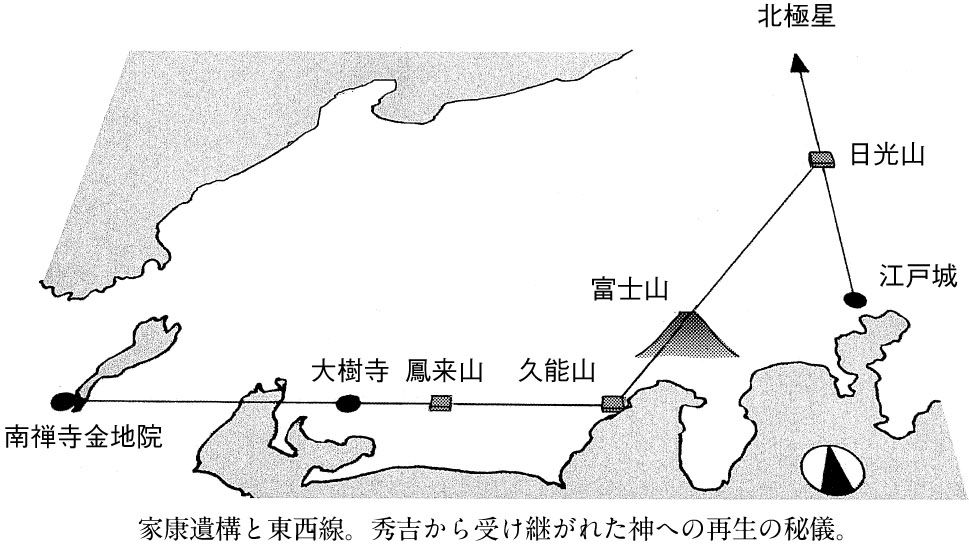 北極星
日光山
江戸城
富士山
大樹寺
鳳来山
久能山
南禅寺金地院
家康遺構と東西線。秀吉から受け継がれた神への再生の秘儀。